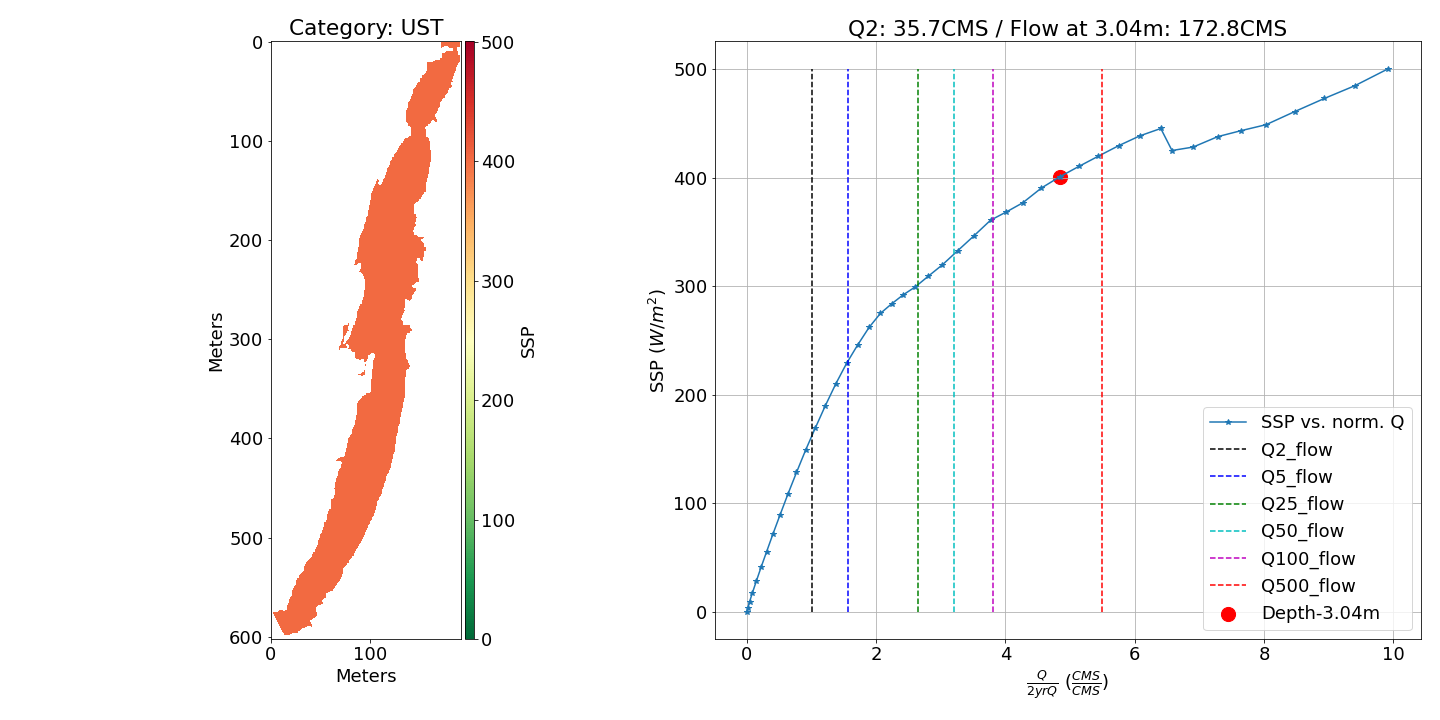 Category: UST
0
100
200
300
400
500
600
Meters
0
100
Meters
500
400
300
200
100
0
SSP
Q2: 35.7CMS / Flow at 3.04m: 172.8CMS
500
400
300
200
100
0
SSP (W/m²)
0
2
4
6
8
10
Q/2yrQ (CMS/CMS)
SSP vs. norm. Q
Q2_flow
Q5_flow
Q25_flow
Q50_flow
Q100_flow
Q500_flow
Depth-3.04m